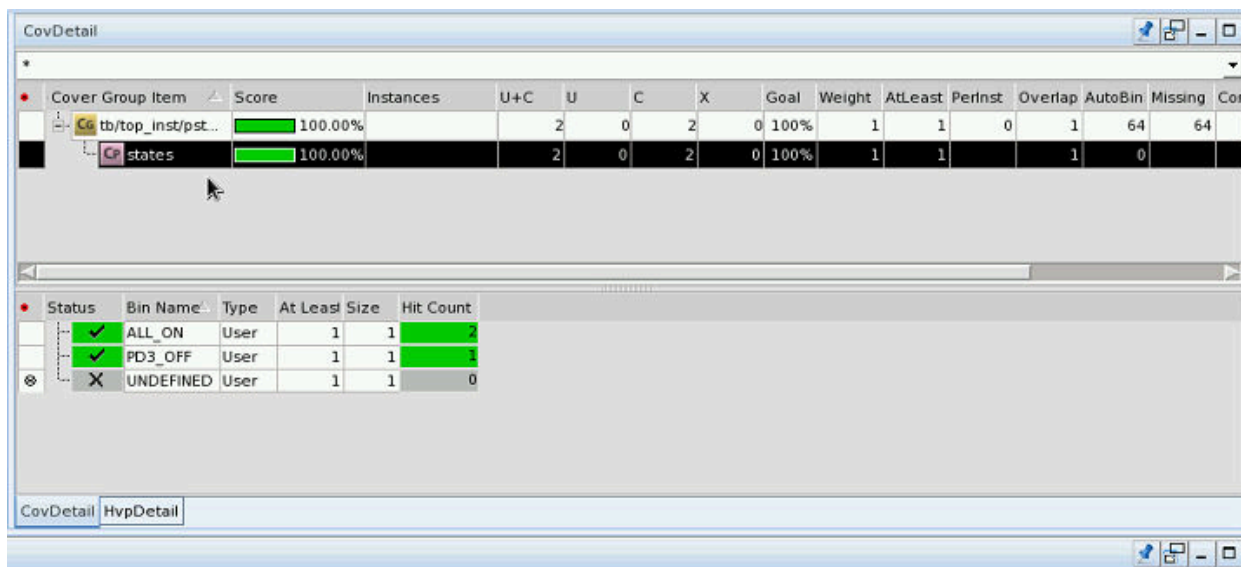 CovDetail
*
Cover Group Item Score Instances U+C U C X Goal Weight AtLeast PerInst Overlap AutoBin Missing Cor
CG tb/top_inst/pst... 100.00% 2 0 2 0 100% 1 1 0 1 64 64
CP states 100.00% 2 0 2 0 100% 1 1 1 0
Status Bin Name Type At Least Size Hit Count
ALL_ON User 1 1 2
PD3_OFF User 1 1 1
UNDEFINED User 1 1 0
CovDetail HvpDetail